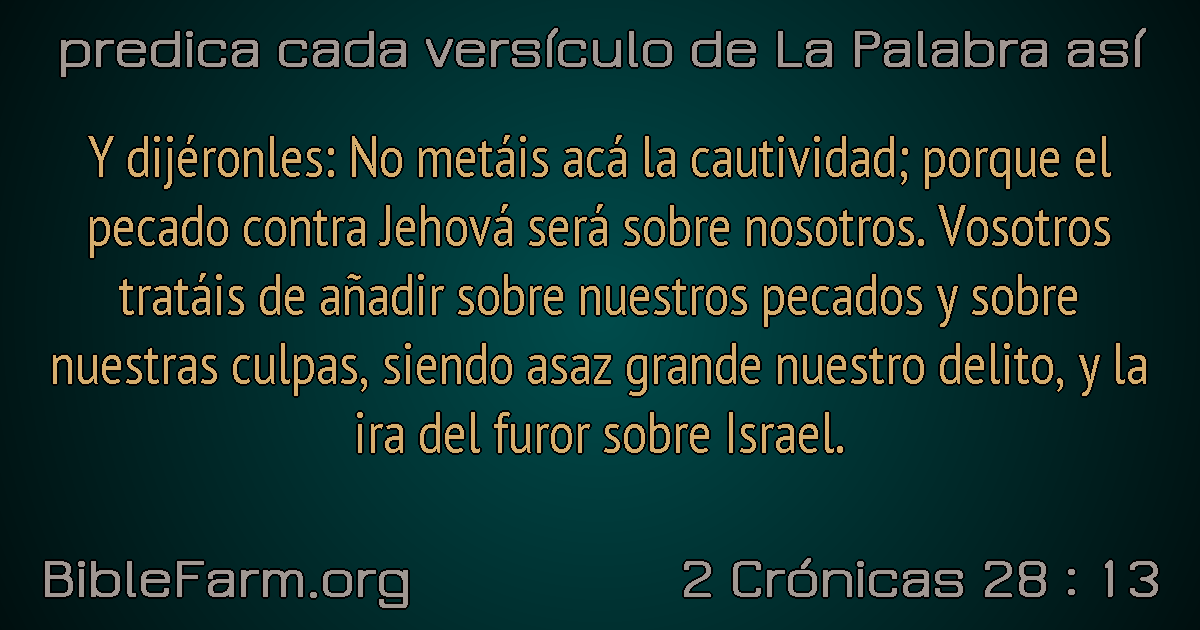 predica cada versículo de La Palabra así
Y dijéronles: No metáis acá la cautividad; porque el
pecado contra Jehová será sobre nosotros. Vosotros
tratáis de añadir sobre nuestros pecados y sobre
nuestras culpas, siendo asaz grande nuestro delito, y la
ira del furor sobre Israel.
BibleFarm.org
2 Crónicas 28 : 13